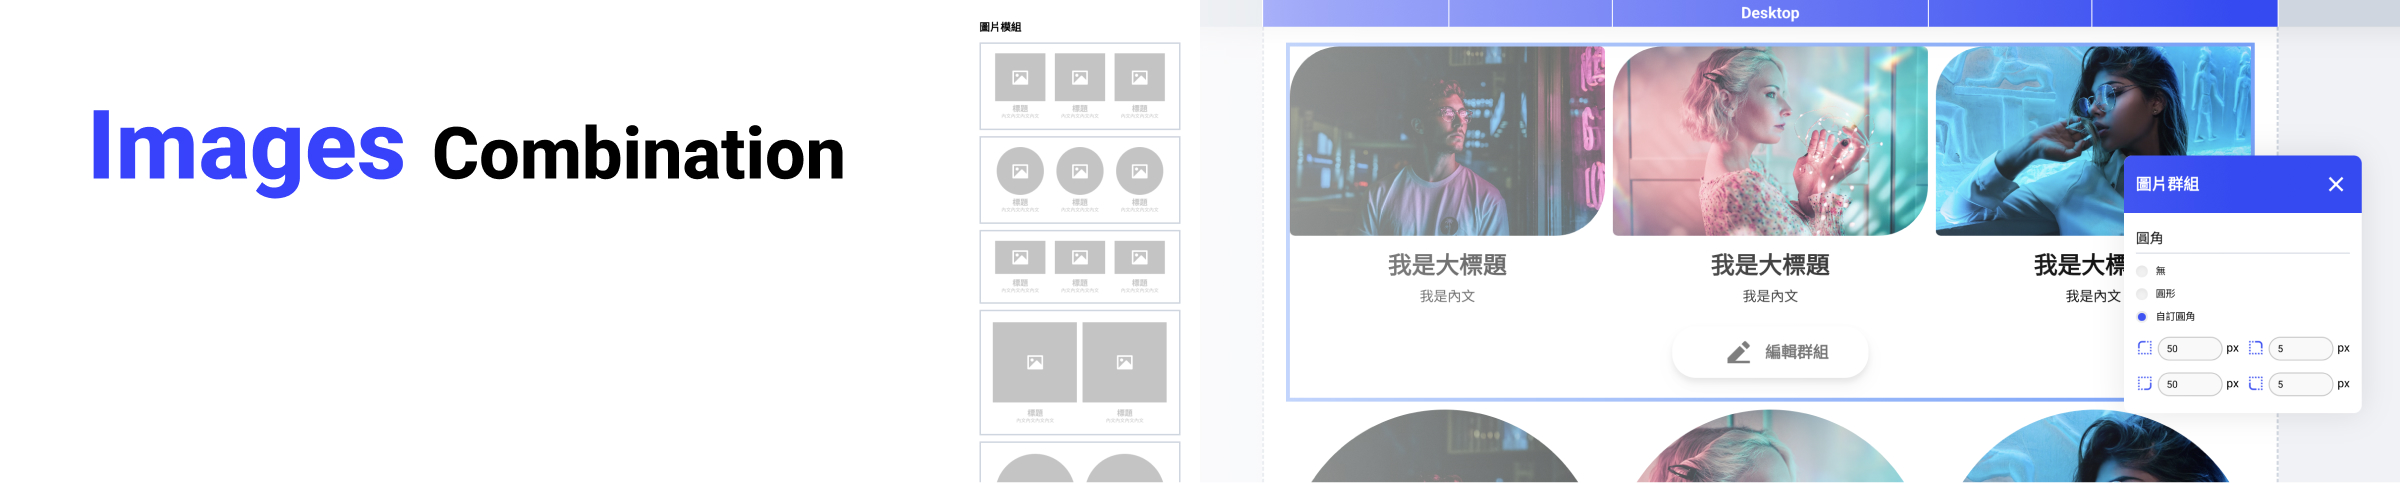 Images Combination
圖片模組
標題 標題 標題
標題 標題 標題
標題 標題 標題
標題 標題
Desktop
我是大標題 我是大標題 我是大標
我是內文 我是內文 我是內文
編輯群組
圖片群組
圓角
無
圓形
自訂圓角
50 px 5 px
50 px 5 px